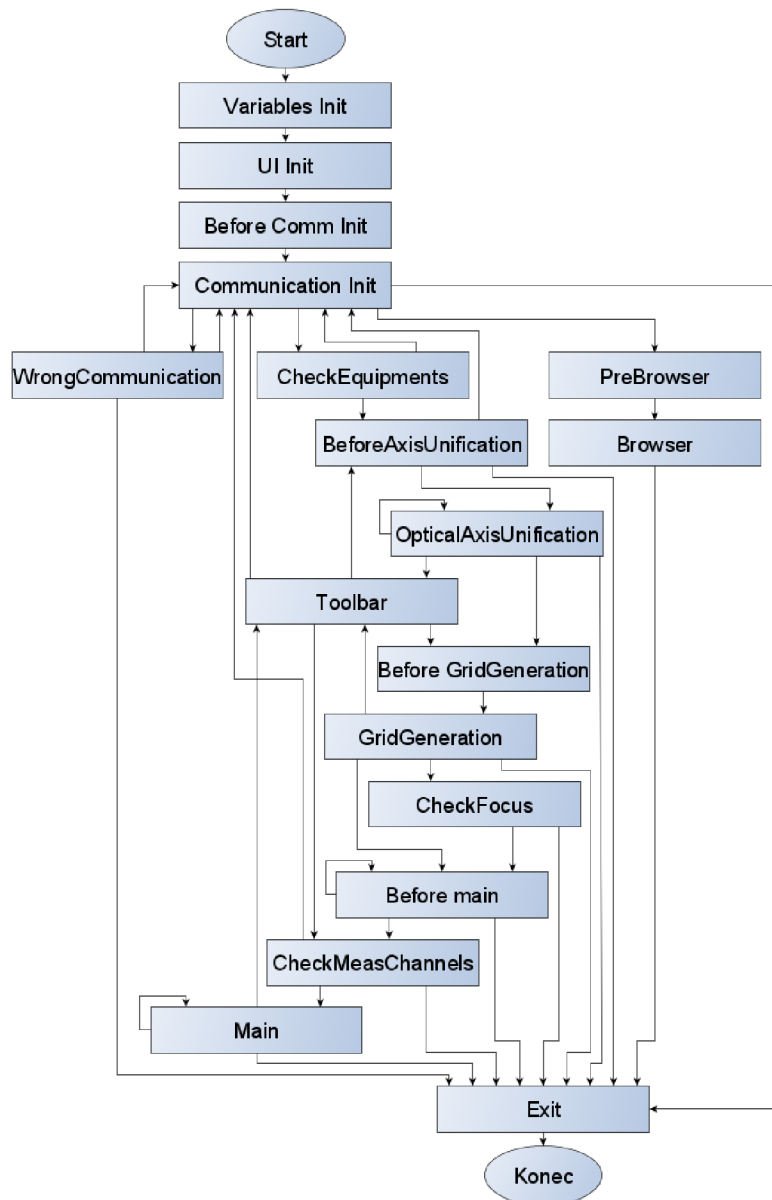 Start
Variables Init
UI Init
Before Comm Init
Communication Init
WrongCommunication
CheckEquipments
PreBrowser
BeforeAxisUnification
Browser
OpticalAxisUnification
Toolbar
Before GridGeneration
GridGeneration
CheckFocus
Before main
CheckMeasChannels
Main
Exit
Konec